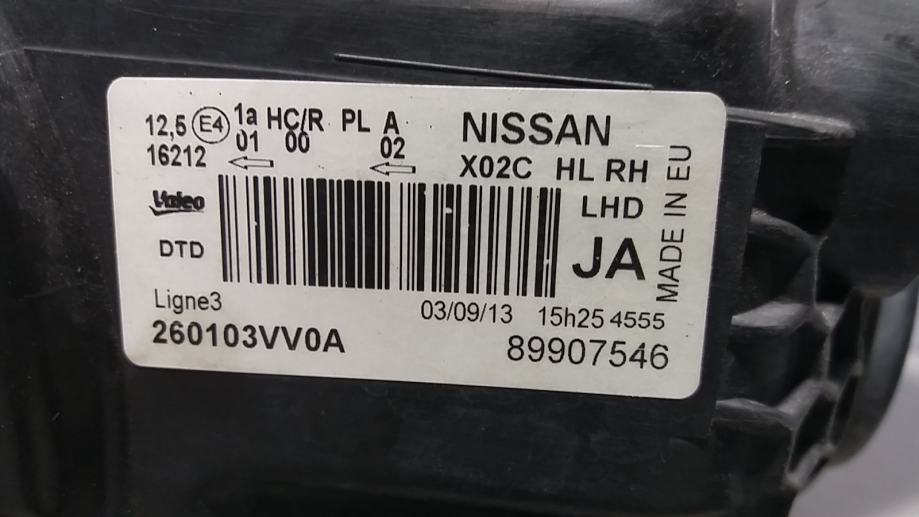 12,5 E4 1a HC/R PL A
01 00 02
16212
NISSAN
X02C HL RH
Valeo
LHD
DTD
JA
MADE IN EU
Ligne3
03/09/13 15h25 4555
260103VV0A
89907546